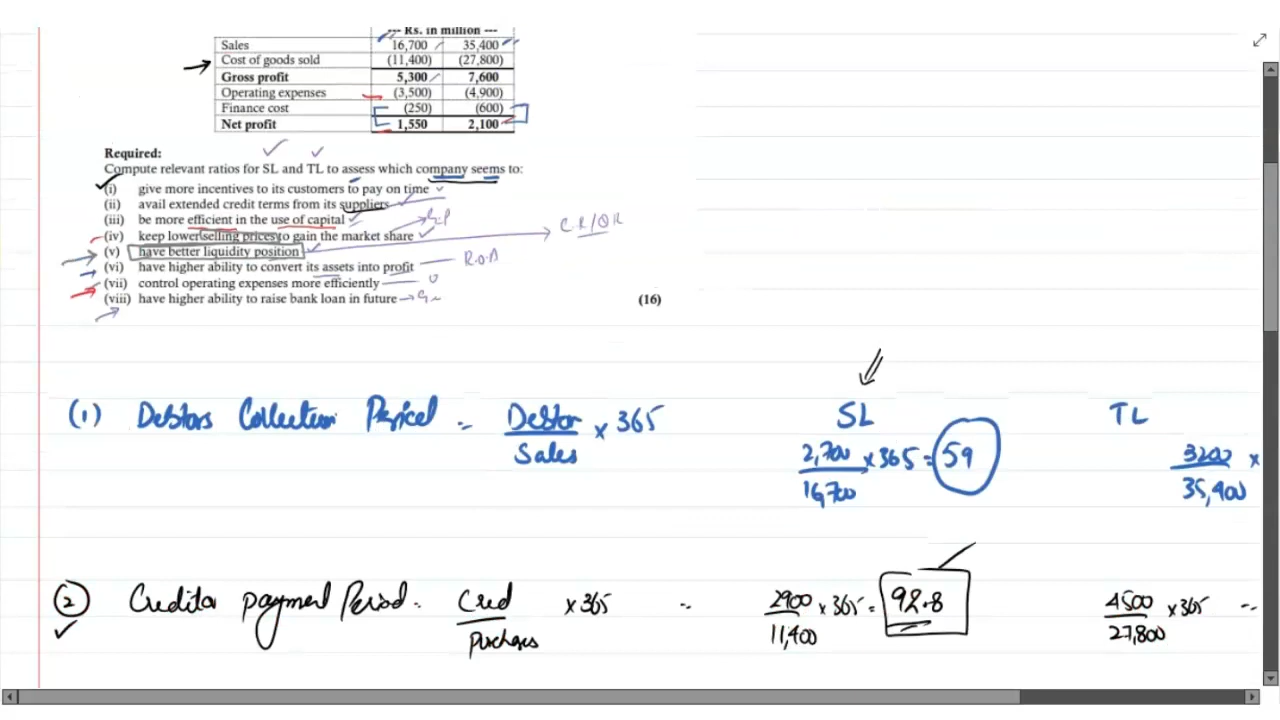 --- Rs. in million ---
Sales 16,700 35,400
Cost of goods sold (11,400) (27,800)
Gross profit 5,300 7,600
Operating expenses (3,500) (4,900)
Finance cost (250) (600)
Net profit 1,550 2,100
Required:
Compute relevant ratios for SL and TL to assess which company seems to:
(i) give more incentives to its customers to pay on time
(ii) avail extended credit terms from its suppliers
(iii) be more efficient in the use of capital
(iv) keep lower selling prices to gain the market share G.P
(v) have better liquidity position CR/QR
(vi) have higher ability to convert its assets into profit R.O.A
(vii) control operating expenses more efficiently
(viii) have higher ability to raise bank loan in future
(16)
SL TL
(1) Debtors Collection Period = Debtor x 365 2,700 x 365 = 59 3200 x
Sales 16,700 35,400
(2) Creditor payment Period. Cred x 365 = 2900 x 365 = 92.8 4500 x 365 =
purchases 11,400 27,800